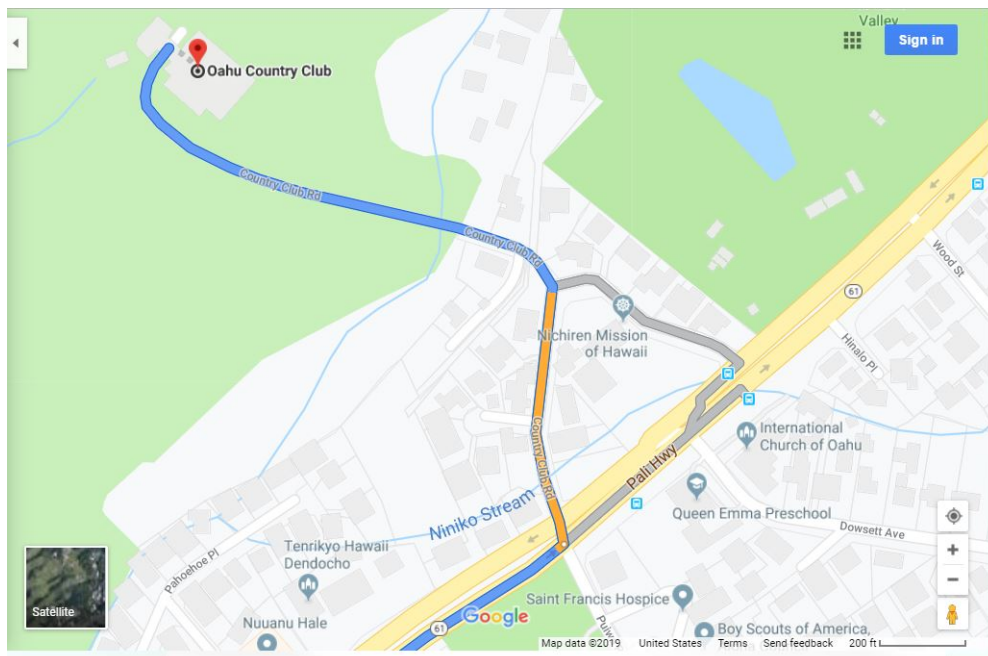 Valley
Sign in
Oahu Country Club
Country Club Rd
Country Club Rd
Wood St
61
Nichiren Mission
of Hawaii
Hinalo Pl
International
Church of Oahu
Country Club Rd
Pali Hwy
Queen Emma Preschool
Niniko Stream
Dowsett Ave
Tenrikyo Hawaii
Dendocho
Pahoehoe Pl
Satellite
Saint Francis Hospice
Google
Nuuanu Hale
61
Boy Scouts of America,
Map data ©2019 United States Terms Send feedback 200 ft